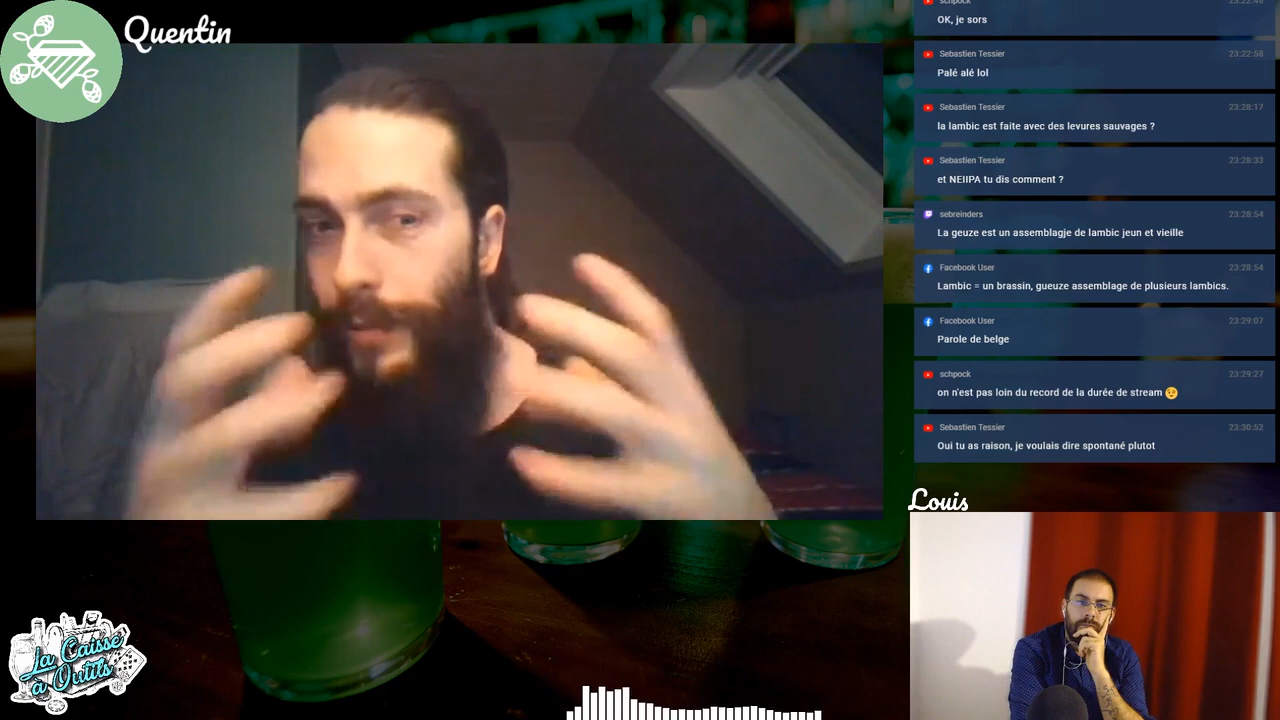 Quentin
schpock 23:22:48
OK, je sors
Sebastien Tessier 23:22:58
Palé alé lol
Sebastien Tessier 23:28:17
la lambic est faite avec des levures sauvages ?
Sebastien Tessier 23:28:33
et NEIIPA tu dis comment ?
sebreinders 23:28:54
La geuze est un assemblagje de lambic jeun et vieille
Facebook User 23:28:54
Lambic = un brassin, gueuze assemblage de plusieurs lambics.
Facebook User 23:29:07
Parole de belge
schpock 23:29:27
on n'est pas loin du record de la durée de stream
Sebastien Tessier 23:30:52
Oui tu as raison, je voulais dire spontané plutot
Louis
La Caisse
à Outils